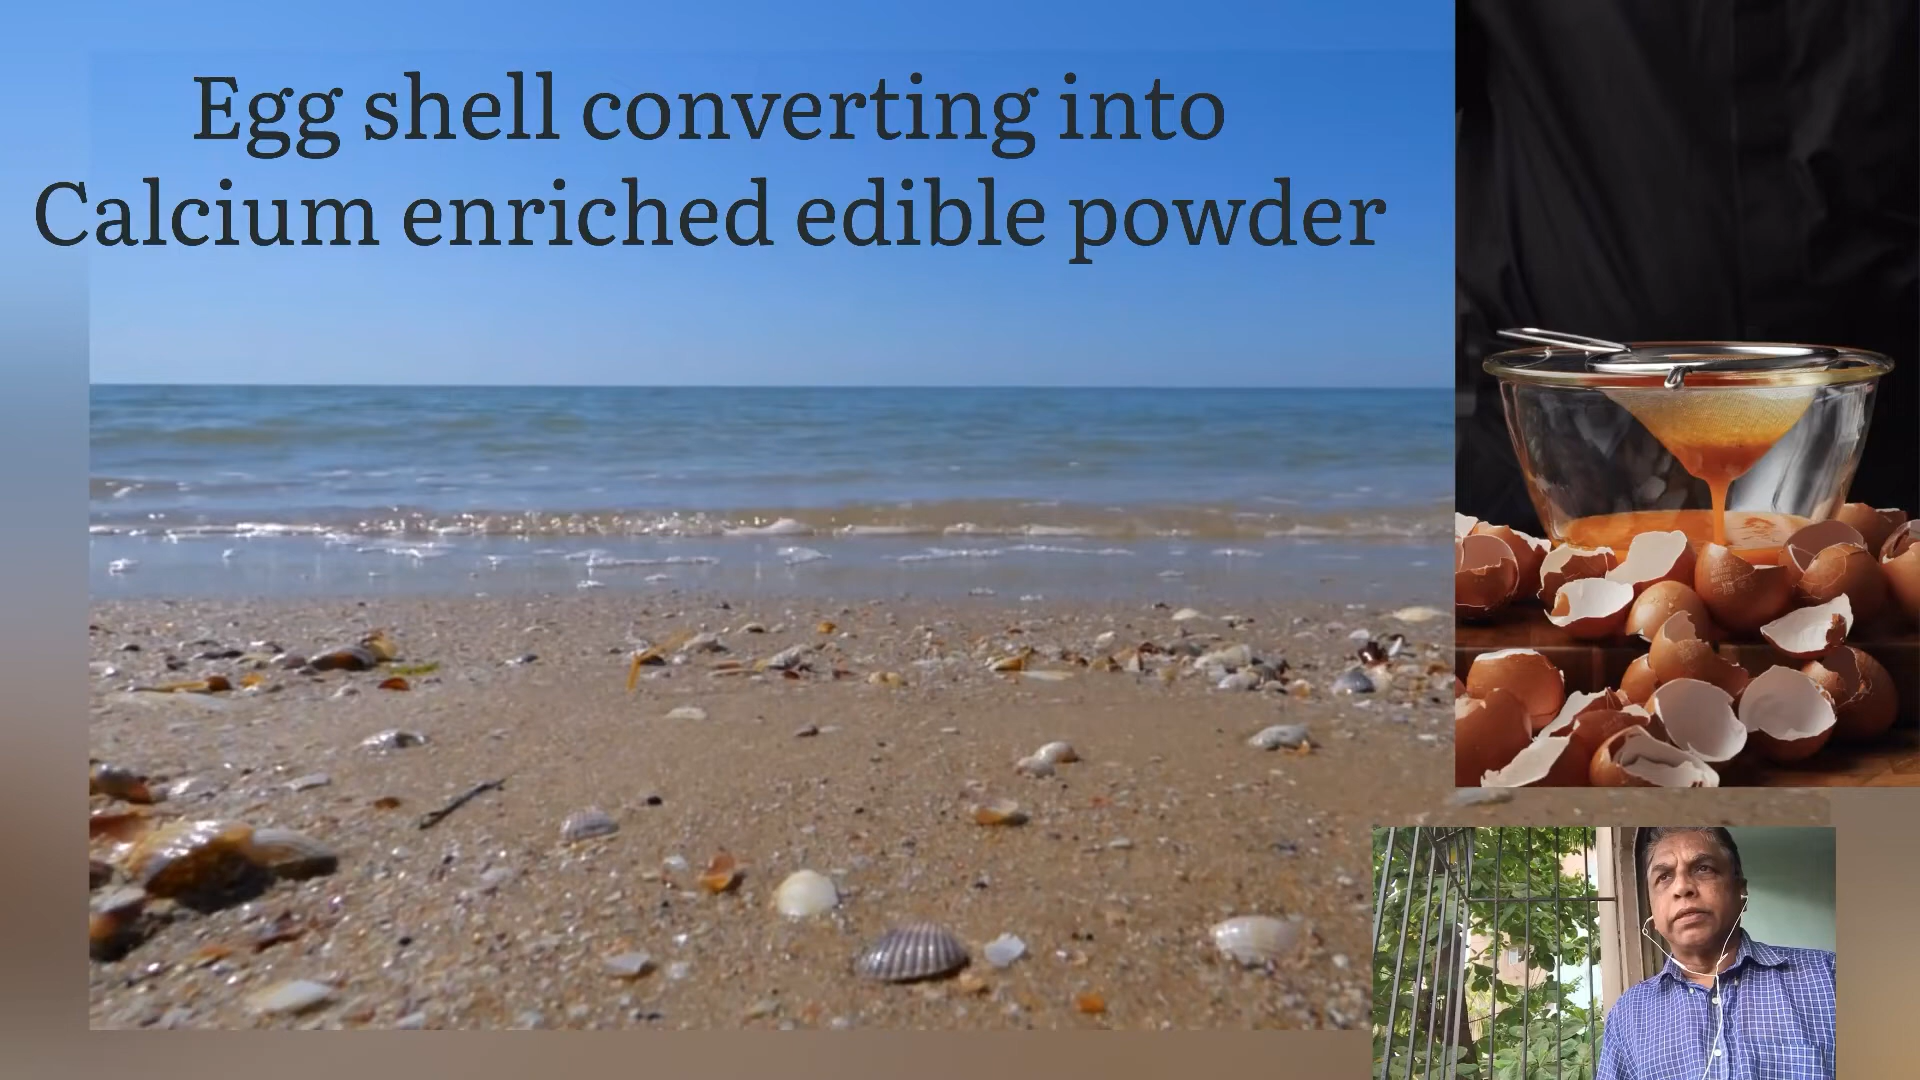 Egg shell converting into
Calcium enriched edible powder